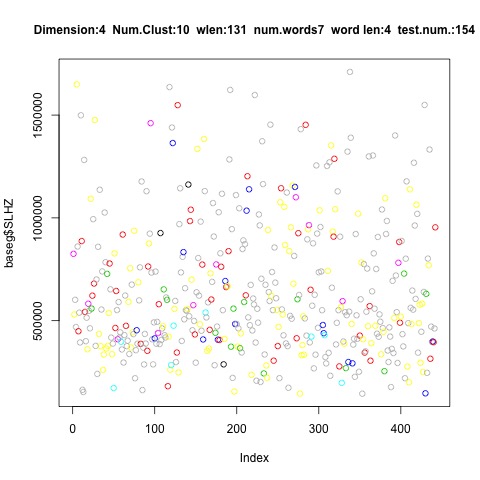 Dimension:4 Num.Clust:10 wlen:131 num.words7 word len:4 test.num.:154
1500000
1000000
500000
baseg$SLHZ
0 100 200 300 400
Index